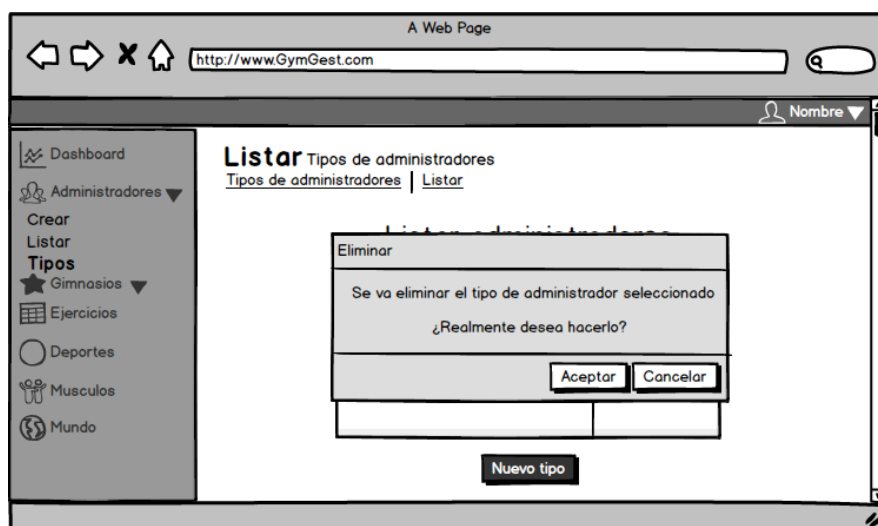 A Web Page
http://www.GymGest.com
Nombre
Dashboard
Administradores
Crear
Listar
Tipos
Gimnasios
Ejercicios
Deportes
Musculos
Mundo
Listar Tipos de administradores
Tipos de administradores | Listar
Eliminar
Se va eliminar el tipo de administrador seleccionado
¿Realmente desea hacerlo?
Aceptar Cancelar
Nuevo tipo